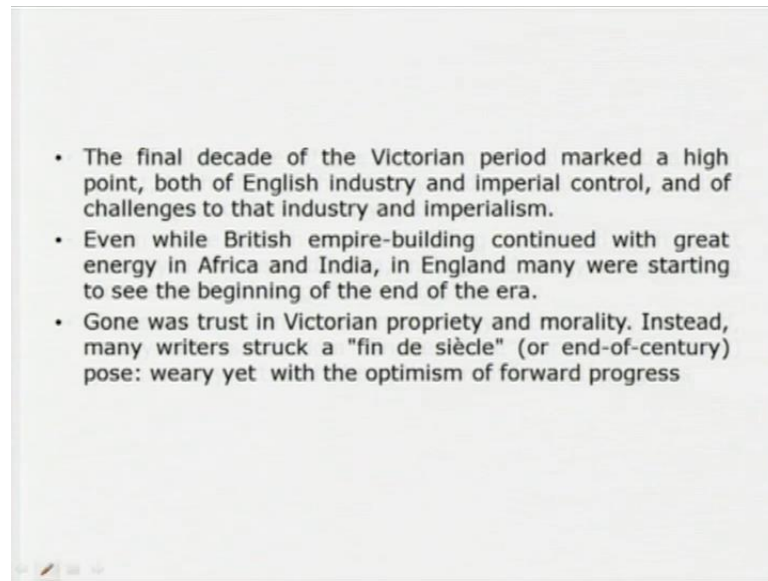 • The final decade of the Victorian period marked a high
point, both of English industry and imperial control, and of
challenges to that industry and imperialism.
• Even while British empire-building continued with great
energy in Africa and India, in England many were starting
to see the beginning of the end of the era.
• Gone was trust in Victorian propriety and morality. Instead,
many writers struck a "fin de siècle" (or end-of-century)
pose: weary yet with the optimism of forward progress